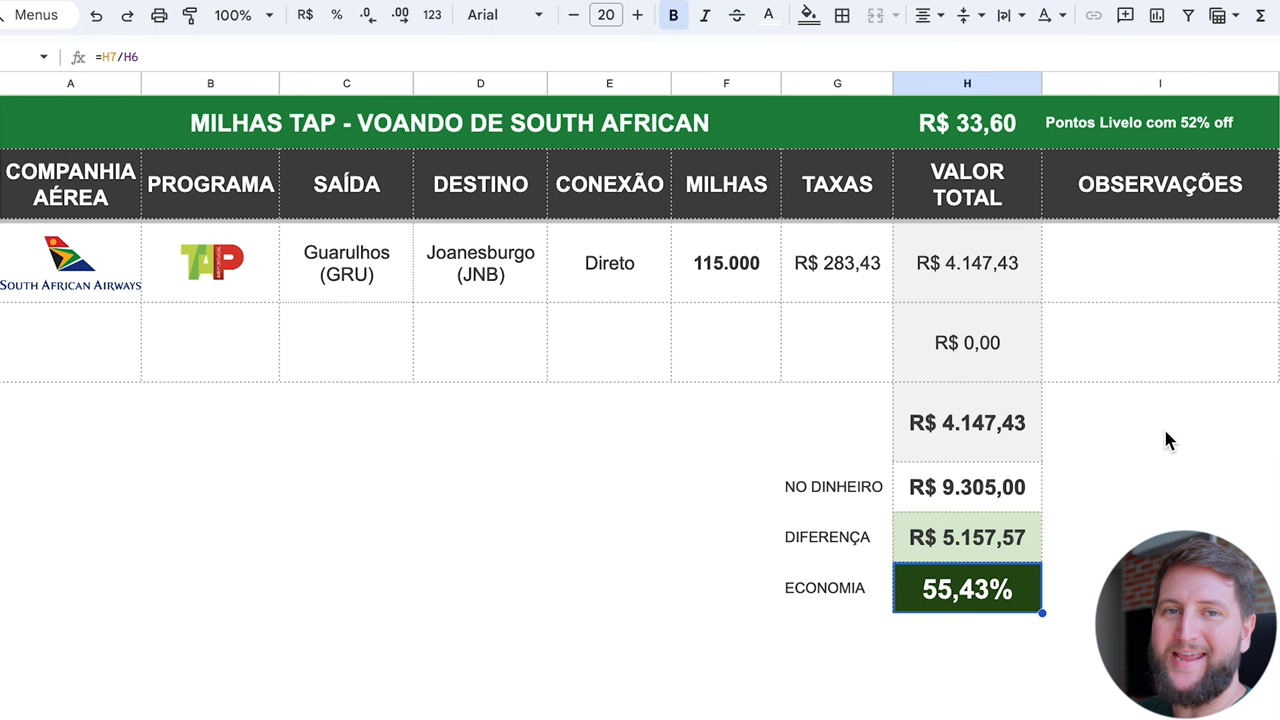 Menus 100% R$ % .0 .00 123 Arial 20 B I S A
fx =H7/H6
A B C D E F G H I
MILHAS TAP - VOANDO DE SOUTH AFRICAN R$ 33,60 Pontos Livelo com 52% off
COMPANHIA AÉREA PROGRAMA SAÍDA DESTINO CONEXÃO MILHAS TAXAS VALOR TOTAL OBSERVAÇÕES
SOUTH AFRICAN AIRWAYS TAP AIR PORTUGAL Guarulhos (GRU) Joanesburgo (JNB) Direto 115.000 R$ 283,43 R$ 4.147,43
R$ 0,00
R$ 4.147,43
NO DINHEIRO R$ 9.305,00
DIFERENÇA R$ 5.157,57
ECONOMIA 55,43%